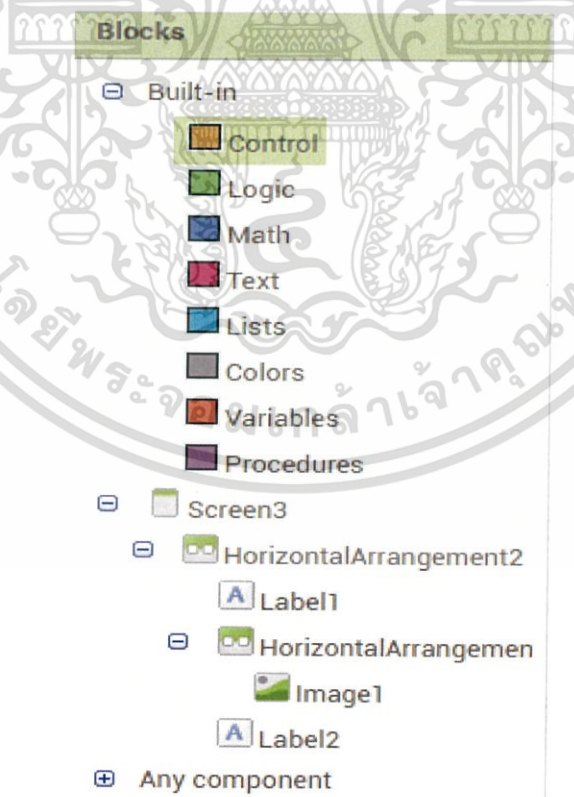 Blocks
Built-in
Control
Logic
Math
Text
Lists
Colors
Variables
Procedures
Screen3
HorizontalArrangement2
Label1
HorizontalArrangemen
Image1
Label2
Any component